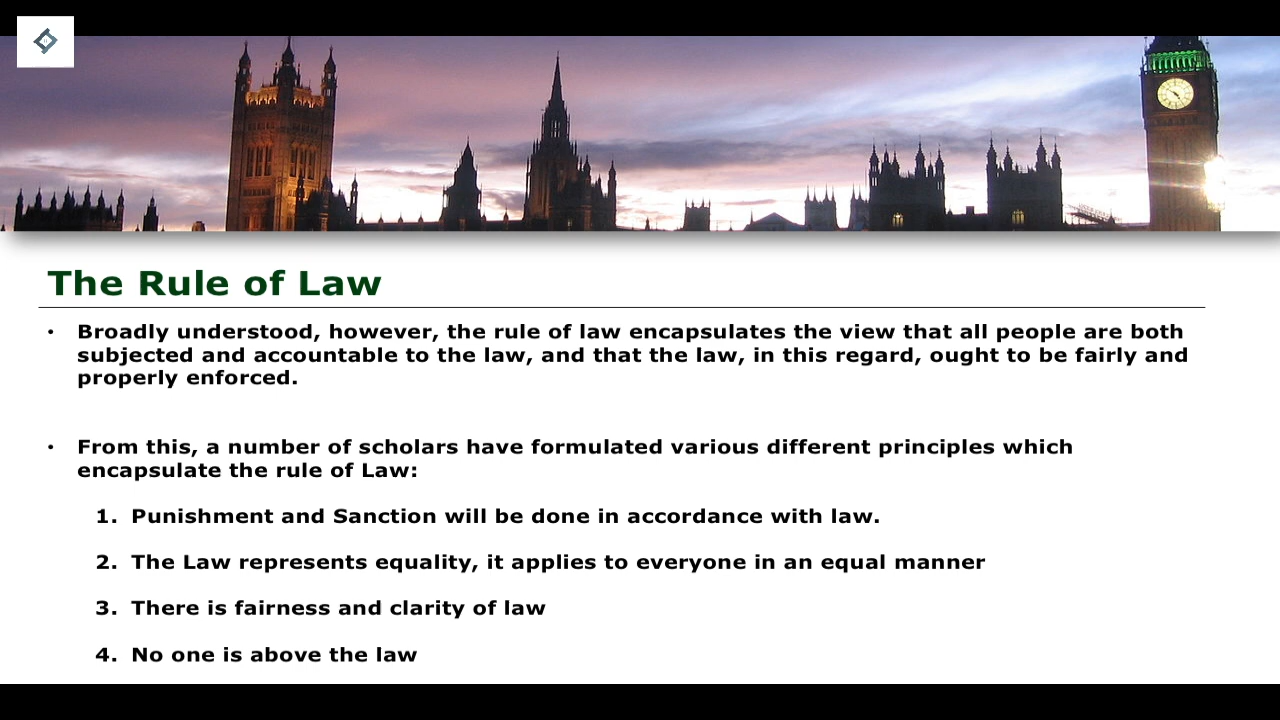 The Rule of Law
• Broadly understood, however, the rule of law encapsulates the view that all people are both
subjected and accountable to the law, and that the law, in this regard, ought to be fairly and
properly enforced.
• From this, a number of scholars have formulated various different principles which
encapsulate the rule of Law:
1. Punishment and Sanction will be done in accordance with law.
2. The Law represents equality, it applies to everyone in an equal manner
3. There is fairness and clarity of law
4. No one is above the law